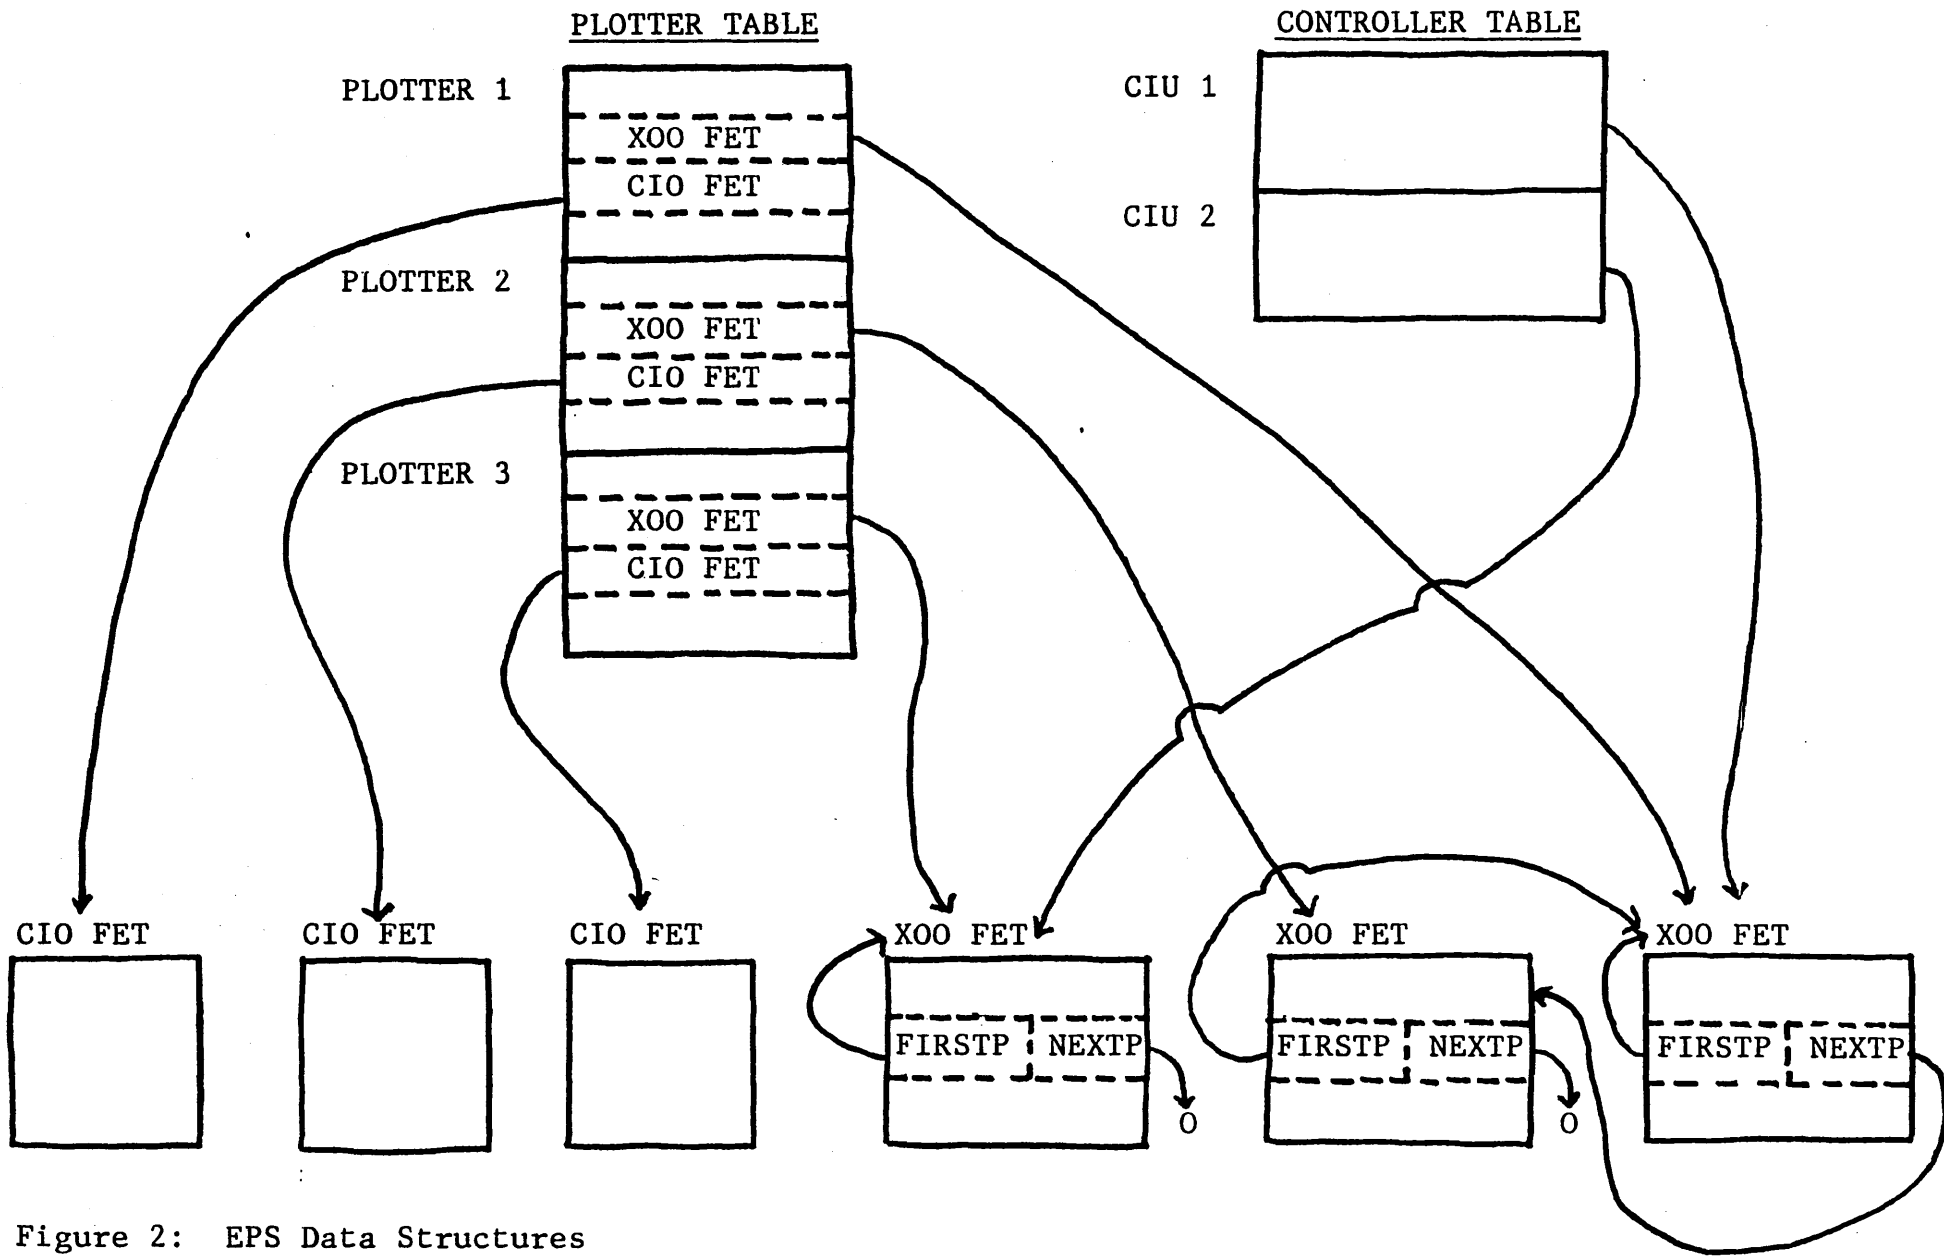 PLOTTER TABLE
CONTROLLER TABLE
PLOTTER 1
XOO FET
CIO FET
PLOTTER 2
XOO FET
CIO FET
PLOTTER 3
XOO FET
CIO FET
CIU 1
CIU 2
CIO FET
CIO FET
CIO FET
XOO FET
XOO FET
XOO FET
FIRSTP NEXTP
FIRSTP NEXTP
FIRSTP NEXTP
0
0
Figure 2: EPS Data Structures